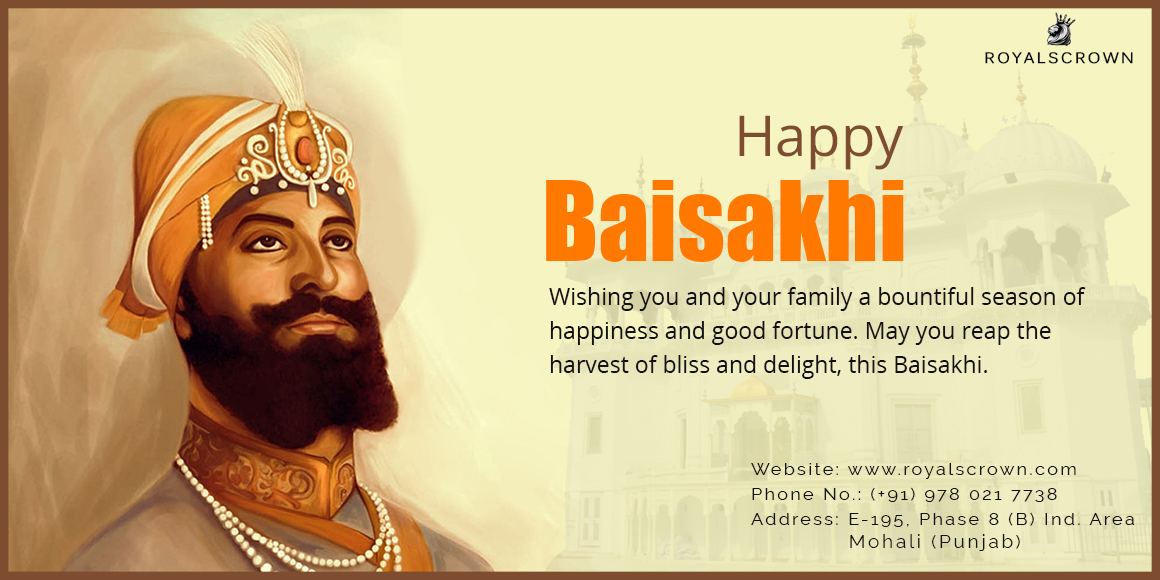 ROYALSCROWN
Happy
Baisakhi
Wishing you and your family a bountiful season of
happiness and good fortune. May you reap the
harvest of bliss and delight, this Baisakhi.
Website: www.royalscrown.com
Phone No.: (+91) 978 021 7738
Address: E-195, Phase 8 (B) Ind. Area
Mohali (Punjab)